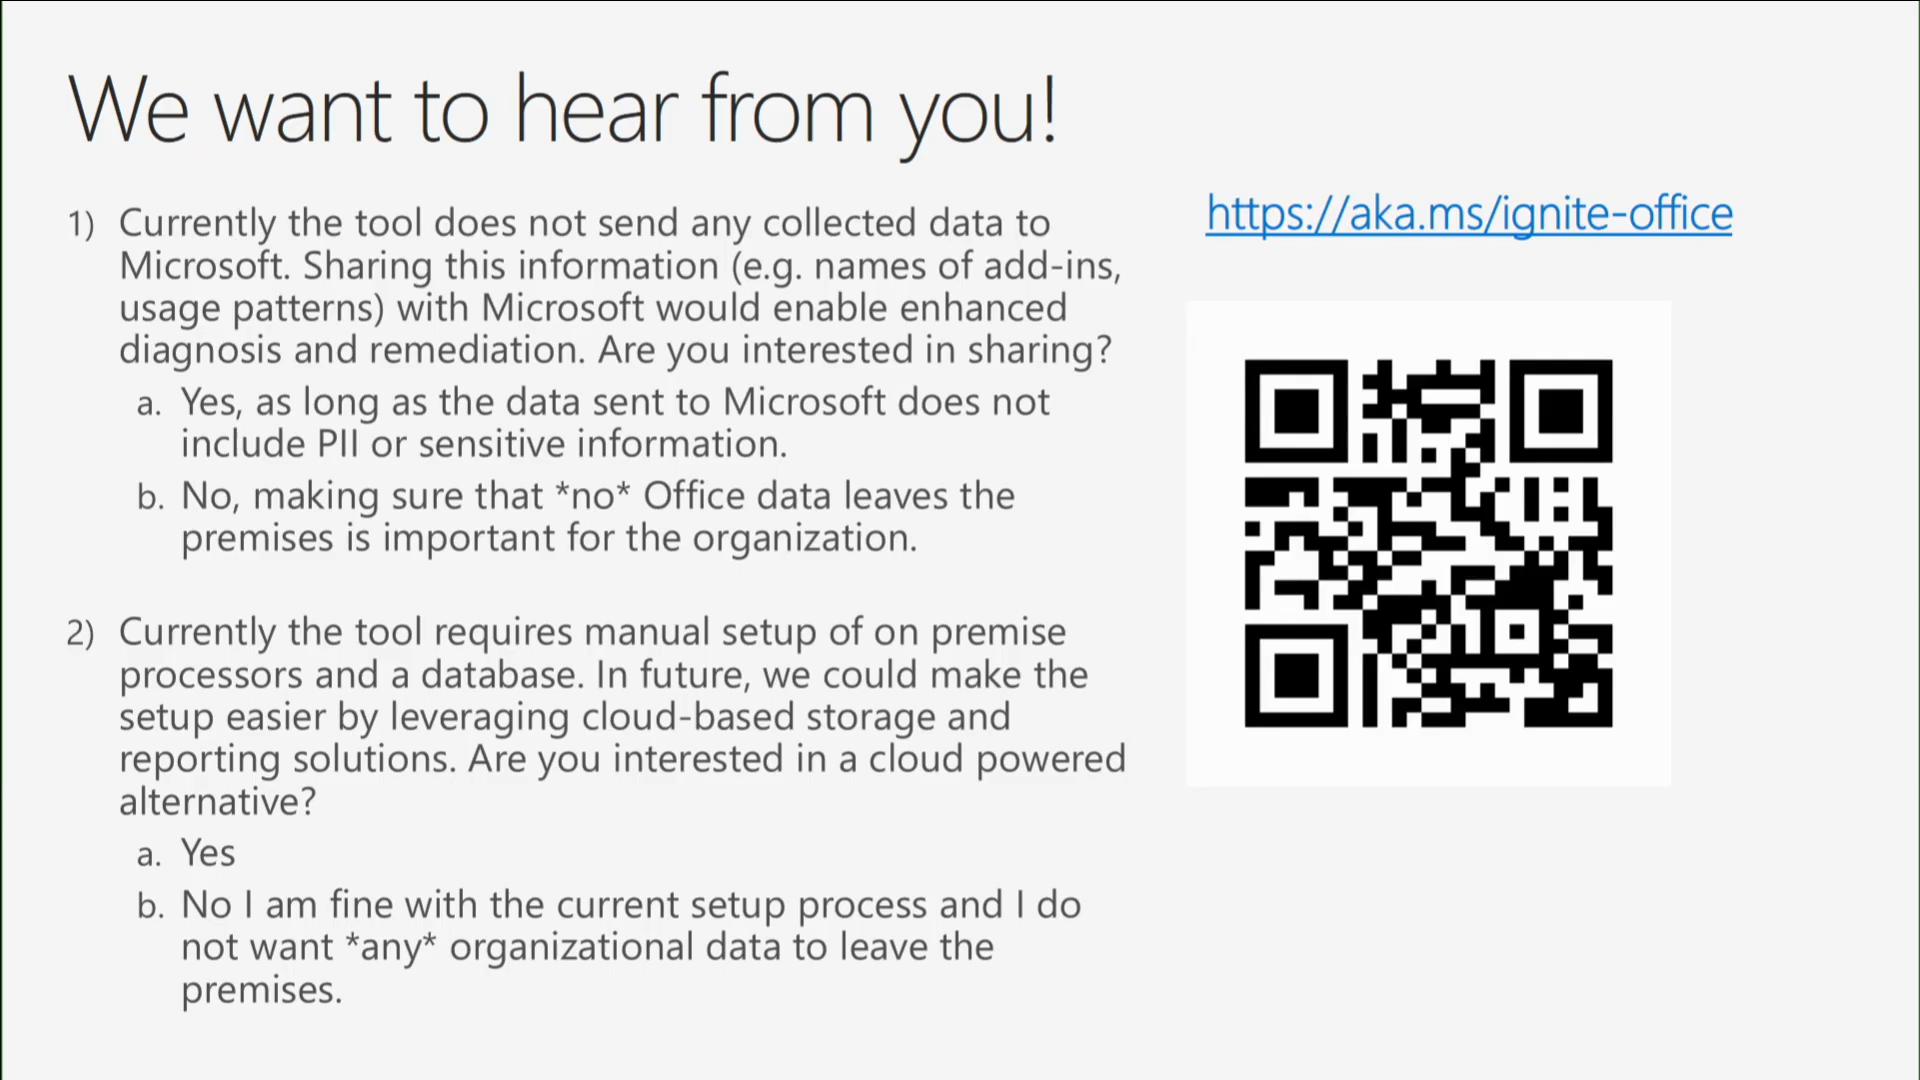 We want to hear from you!
1) Currently the tool does not send any collected data to
Microsoft. Sharing this information (e.g. names of add-ins,
usage patterns) with Microsoft would enable enhanced
diagnosis and remediation. Are you interested in sharing?
a. Yes, as long as the data sent to Microsoft does not
include PII or sensitive information.
b. No, making sure that *no* Office data leaves the
premises is important for the organization.
2) Currently the tool requires manual setup of on premise
processors and a database. In future, we could make the
setup easier by leveraging cloud-based storage and
reporting solutions. Are you interested in a cloud powered
alternative?
a. Yes
b. No I am fine with the current setup process and I do
not want *any* organizational data to leave the
premises.
https://aka.ms/ignite-office